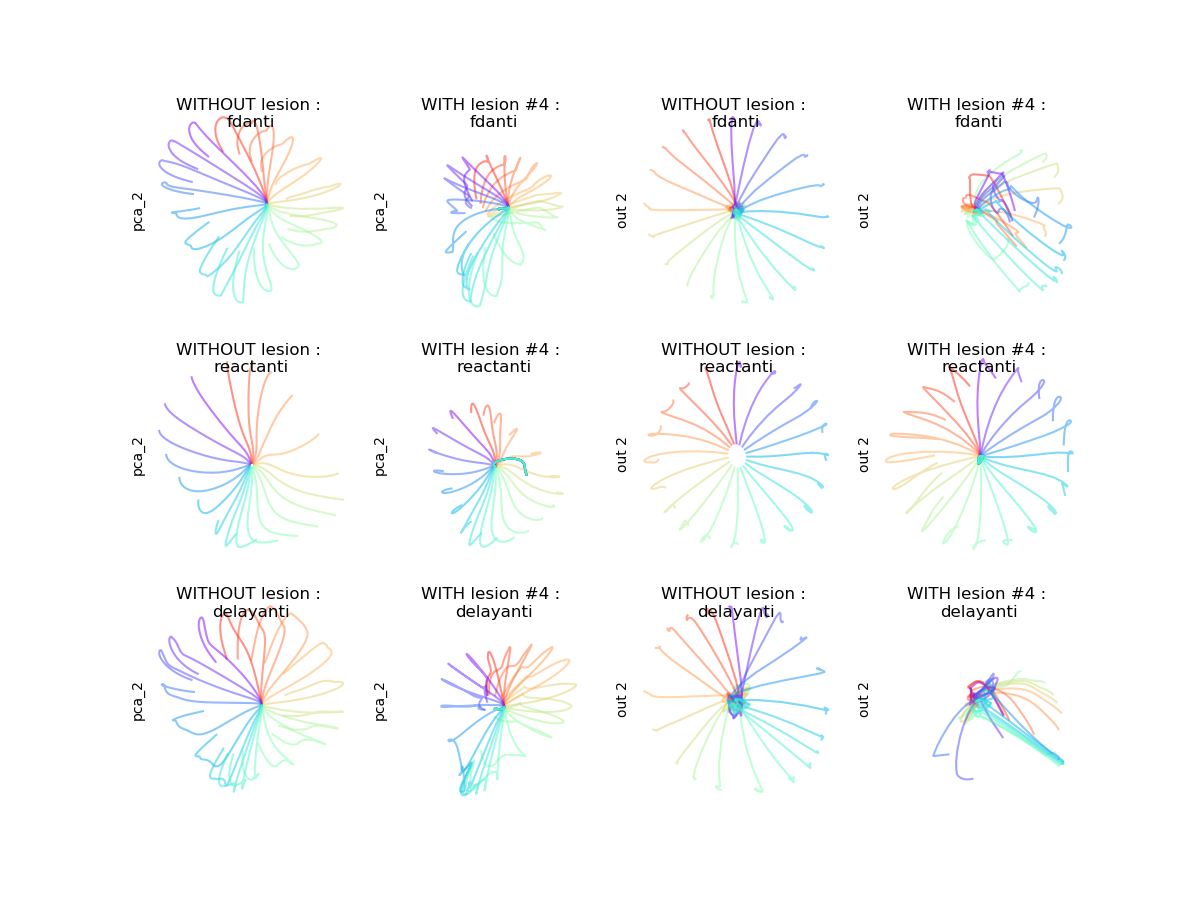 WITHOUT lesion :
fdanti
WITH lesion #4 :
fdanti
WITHOUT lesion :
fdanti
WITH lesion #4 :
fdanti
pca_2
pca_2
out 2
out 2
WITHOUT lesion :
reactanti
WITH lesion #4 :
reactanti
WITHOUT lesion :
reactanti
WITH lesion #4 :
reactanti
pca_2
pca_2
out 2
out 2
WITHOUT lesion :
delayanti
WITH lesion #4 :
delayanti
WITHOUT lesion :
delayanti
WITH lesion #4 :
delayanti
pca_2
pca_2
out 2
out 2